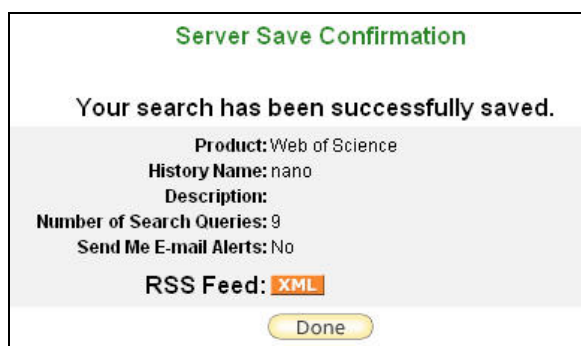 Server Save Confirmation
Your search has been successfully saved.
Product: Web of Science
History Name: nano
Description:
Number of Search Queries: 9
Send Me E-mail Alerts: No
RSS Feed: XML
Done